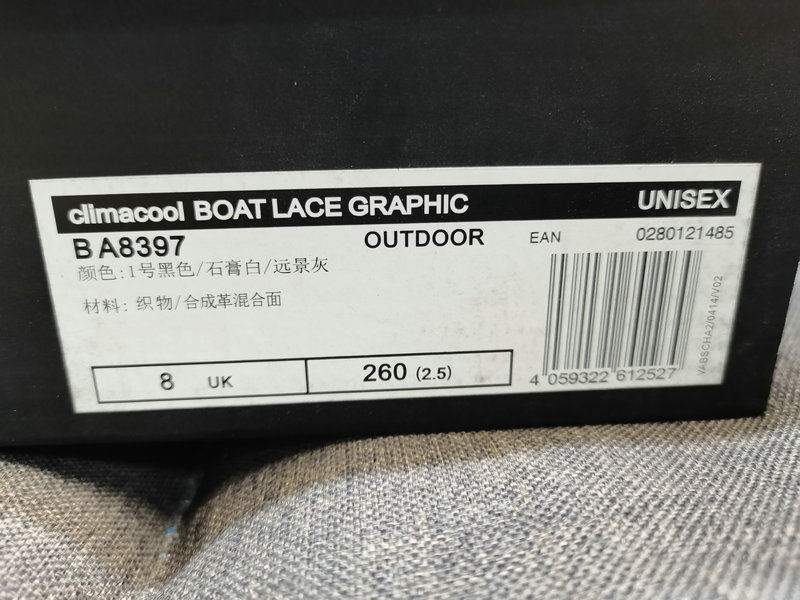 climacool BOAT LACE GRAPHIC UNISEX
BA8397 OUTDOOR EAN 0280121485
颜色:1号黑色/石膏白/远景灰
材料: 织物/合成革混合面
8 UK 260 (2.5)
4 059322 612527
VABSCHA2/0414/V02